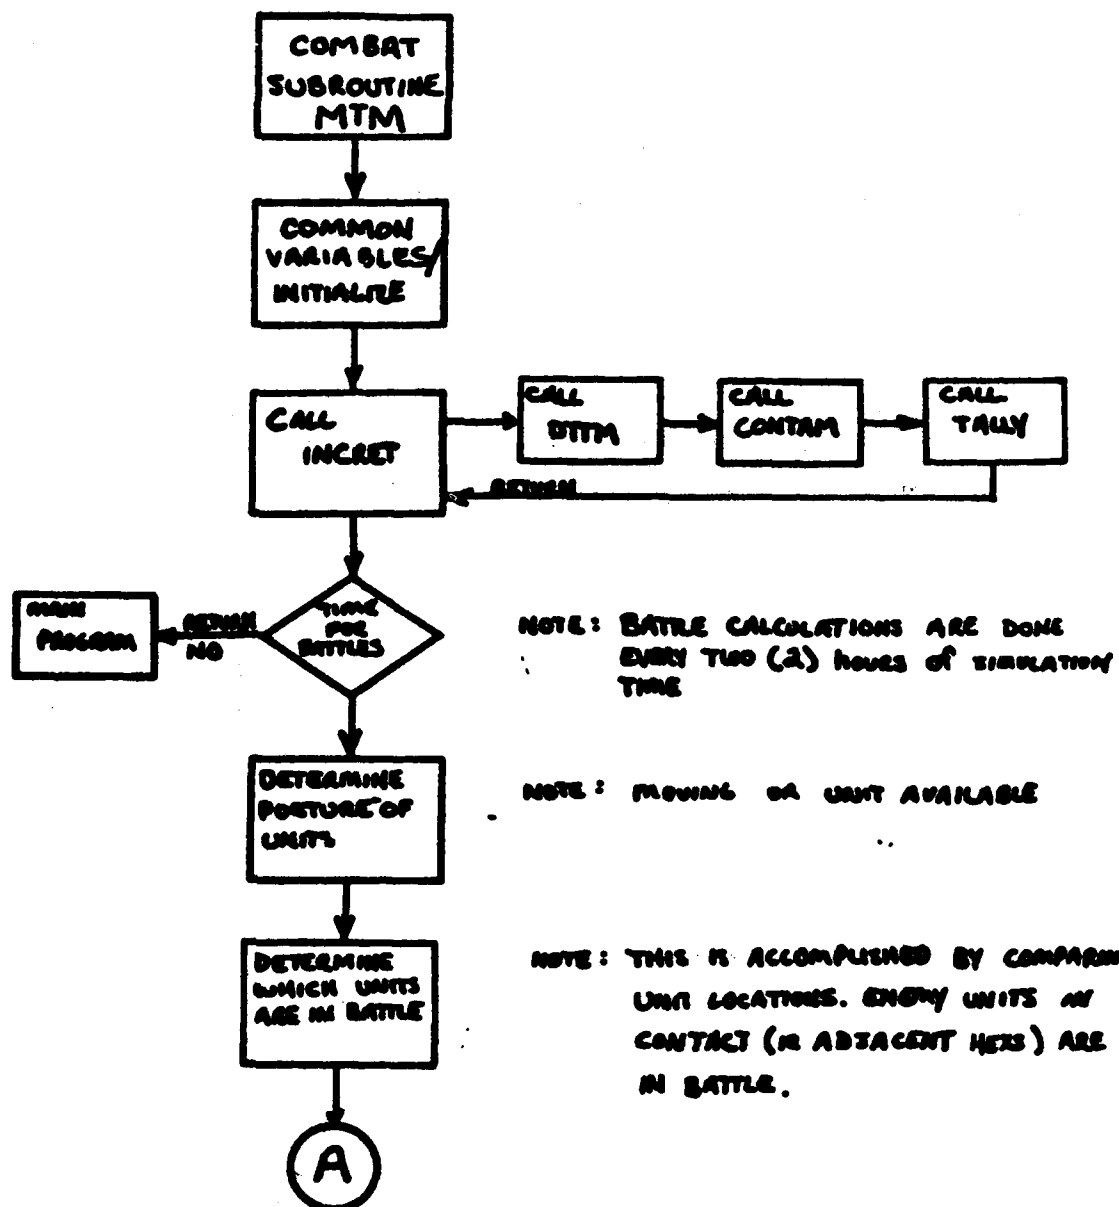 COMBAT
SUBROUTINE
MTM
COMMON
VARIABLES/
INITIALIZE
CALL
INCRET
CALL
DTTM
CALL
CONTAM
CALL
TALLY
RETURN
TIME
FOR
BATTLES
RETURN
NO
MAIN
PROGRAM
NOTE: BATTLE CALCULATIONS ARE DONE
EVERY TWO (2) hours of SIMULATION
TIME
DETERMINE
POSTURE OF
UNITS
NOTE: MOVING OR UNIT AVAILABLE
DETERMINE
WHICH UNITS
ARE IN BATTLE
NOTE: THIS IS ACCOMPLISHED BY COMPARIN
UNIT LOCATIONS. ENEMY UNITS IN
CONTACT (IN ADJACENT HEXS) ARE
IN BATTLE.
A